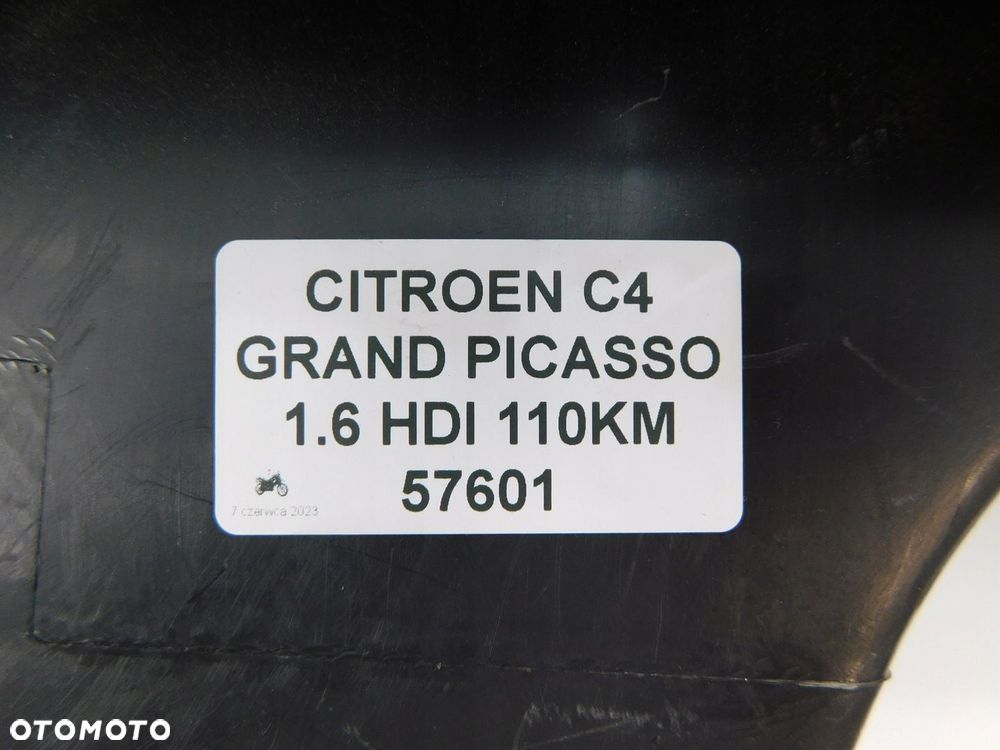 CITROEN C4
GRAND PICASSO
1.6 HDI 110KM
57601
7 czerwca 2023
OTOMOTO